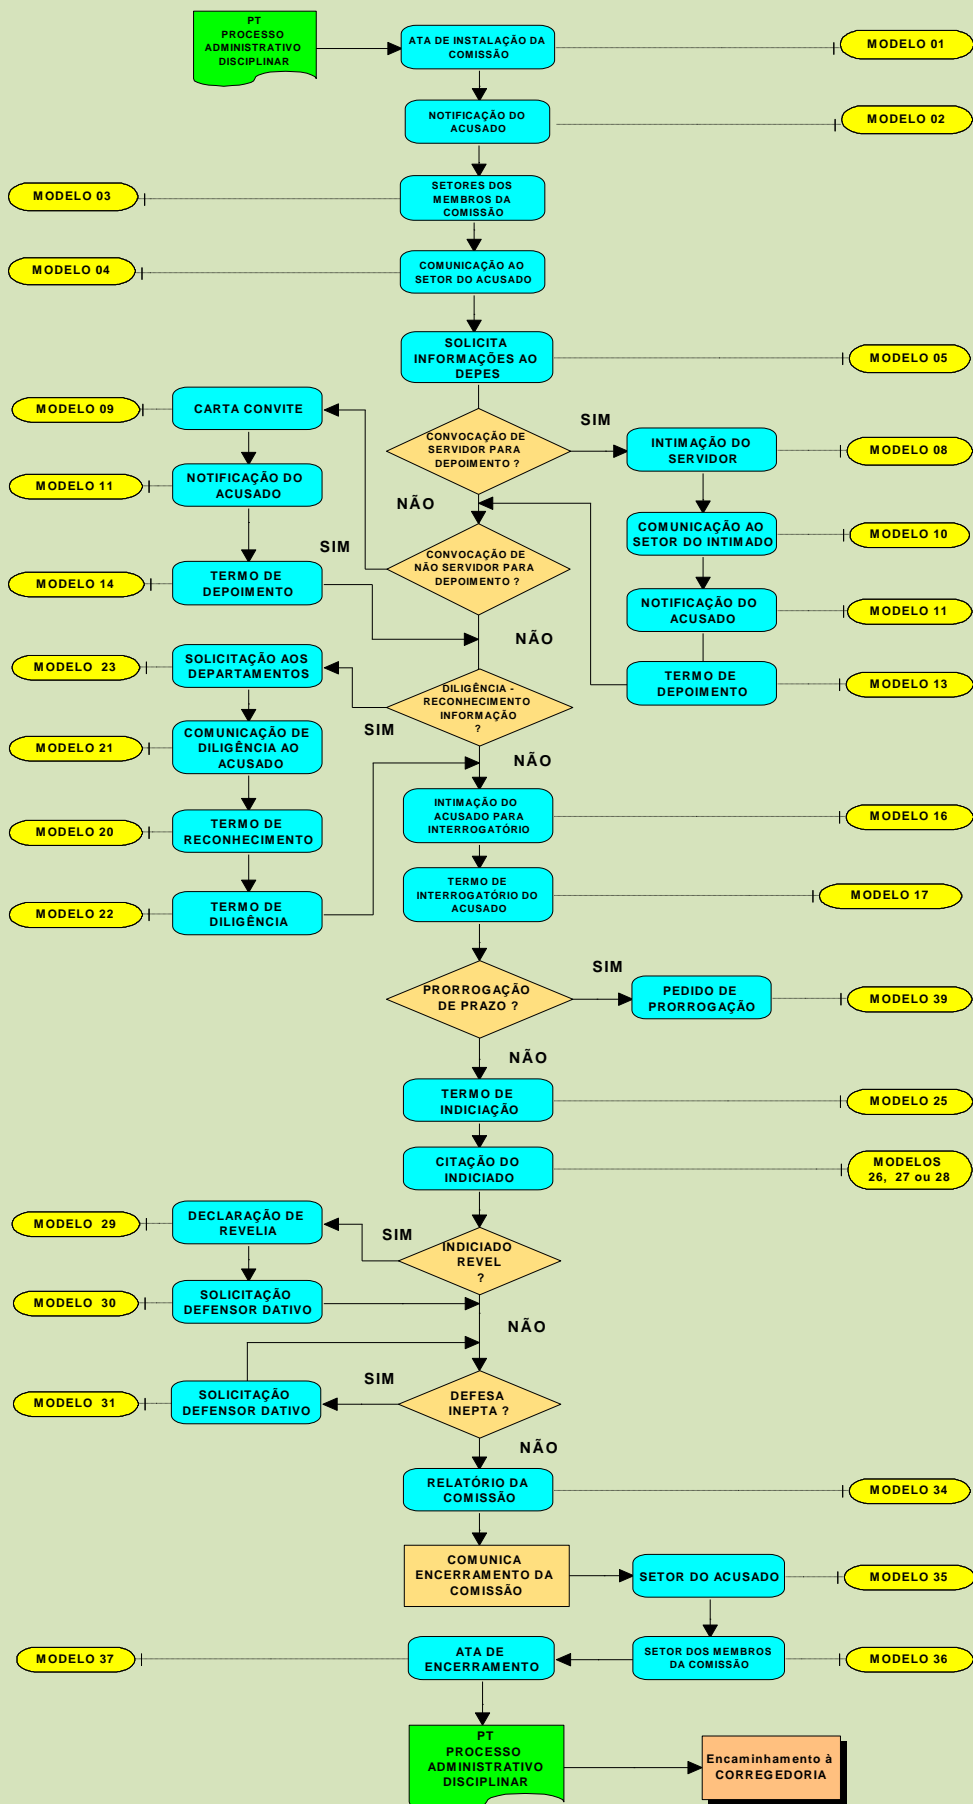 PT
PROCESSO
ADMINISTRATIVO
DISCIPLINAR
ATA DE INSTALAÇÃO DA
COMISSÃO
MODELO 01
NOTIFICAÇÃO DO
ACUSADO
MODELO 02
MODELO 03
SETORES DOS
MEMBROS DA
COMISSÃO
MODELO 04
COMUNICAÇÃO AO
SETOR DO ACUSADO
SOLICITA
INFORMAÇÕES AO
DEPES
MODELO 05
MODELO 09
CARTA CONVITE
CONVOCAÇÃO DE
SERVIDOR PARA
DEPOIMENTO ?
SIM
INTIMAÇÃO DO
SERVIDOR
MODELO 08
MODELO 11
NOTIFICAÇÃO DO
ACUSADO
NÃO
COMUNICAÇÃO AO
SETOR DO INTIMADO
MODELO 10
SIM
CONVOCAÇÃO DE
NÃO SERVIDOR PARA
DEPOIMENTO ?
MODELO 14
TERMO DE
DEPOIMENTO
NOTIFICAÇÃO DO
ACUSADO
MODELO 11
NÃO
MODELO 23
SOLICITAÇÃO AOS
DEPARTAMENTOS
TERMO DE
DEPOIMENTO
MODELO 13
DILIGÊNCIA -
RECONHECIMENTO
INFORMAÇÃO
?
SIM
MODELO 21
COMUNICAÇÃO DE
DILIGÊNCIA AO
ACUSADO
NÃO
MODELO 20
TERMO DE
RECONHECIMENTO
INTIMAÇÃO DO
ACUSADO PARA
INTERROGATÓRIO
MODELO 16
MODELO 22
TERMO DE
DILIGÊNCIA
TERMO DE
INTERROGATÓRIO DO
ACUSADO
MODELO 17
PRORROGAÇÃO
DE PRAZO ?
SIM
PEDIDO DE
PRORROGAÇÃO
MODELO 39
NÃO
TERMO DE
INDICIAÇÃO
MODELO 25
CITAÇÃO DO
INDICIADO
MODELOS
26, 27 ou 28
MODELO 29
DECLARAÇÃO DE
REVELIA
SIM
INDICIADO
REVEL
?
MODELO 30
SOLICITAÇÃO
DEFENSOR DATIVO
NÃO
MODELO 31
SOLICITAÇÃO
DEFENSOR DATIVO
SIM
DEFESA
INEPTA ?
NÃO
RELATÓRIO DA
COMISSÃO
MODELO 34
COMUNICA
ENCERRAMENTO DA
COMISSÃO
SETOR DO ACUSADO
MODELO 35
MODELO 37
ATA DE
ENCERRAMENTO
SETOR DOS MEMBROS
DA COMISSÃO
MODELO 36
PT
PROCESSO
ADMINISTRATIVO
DISCIPLINAR
Encaminhamento à
CORREGEDORIA